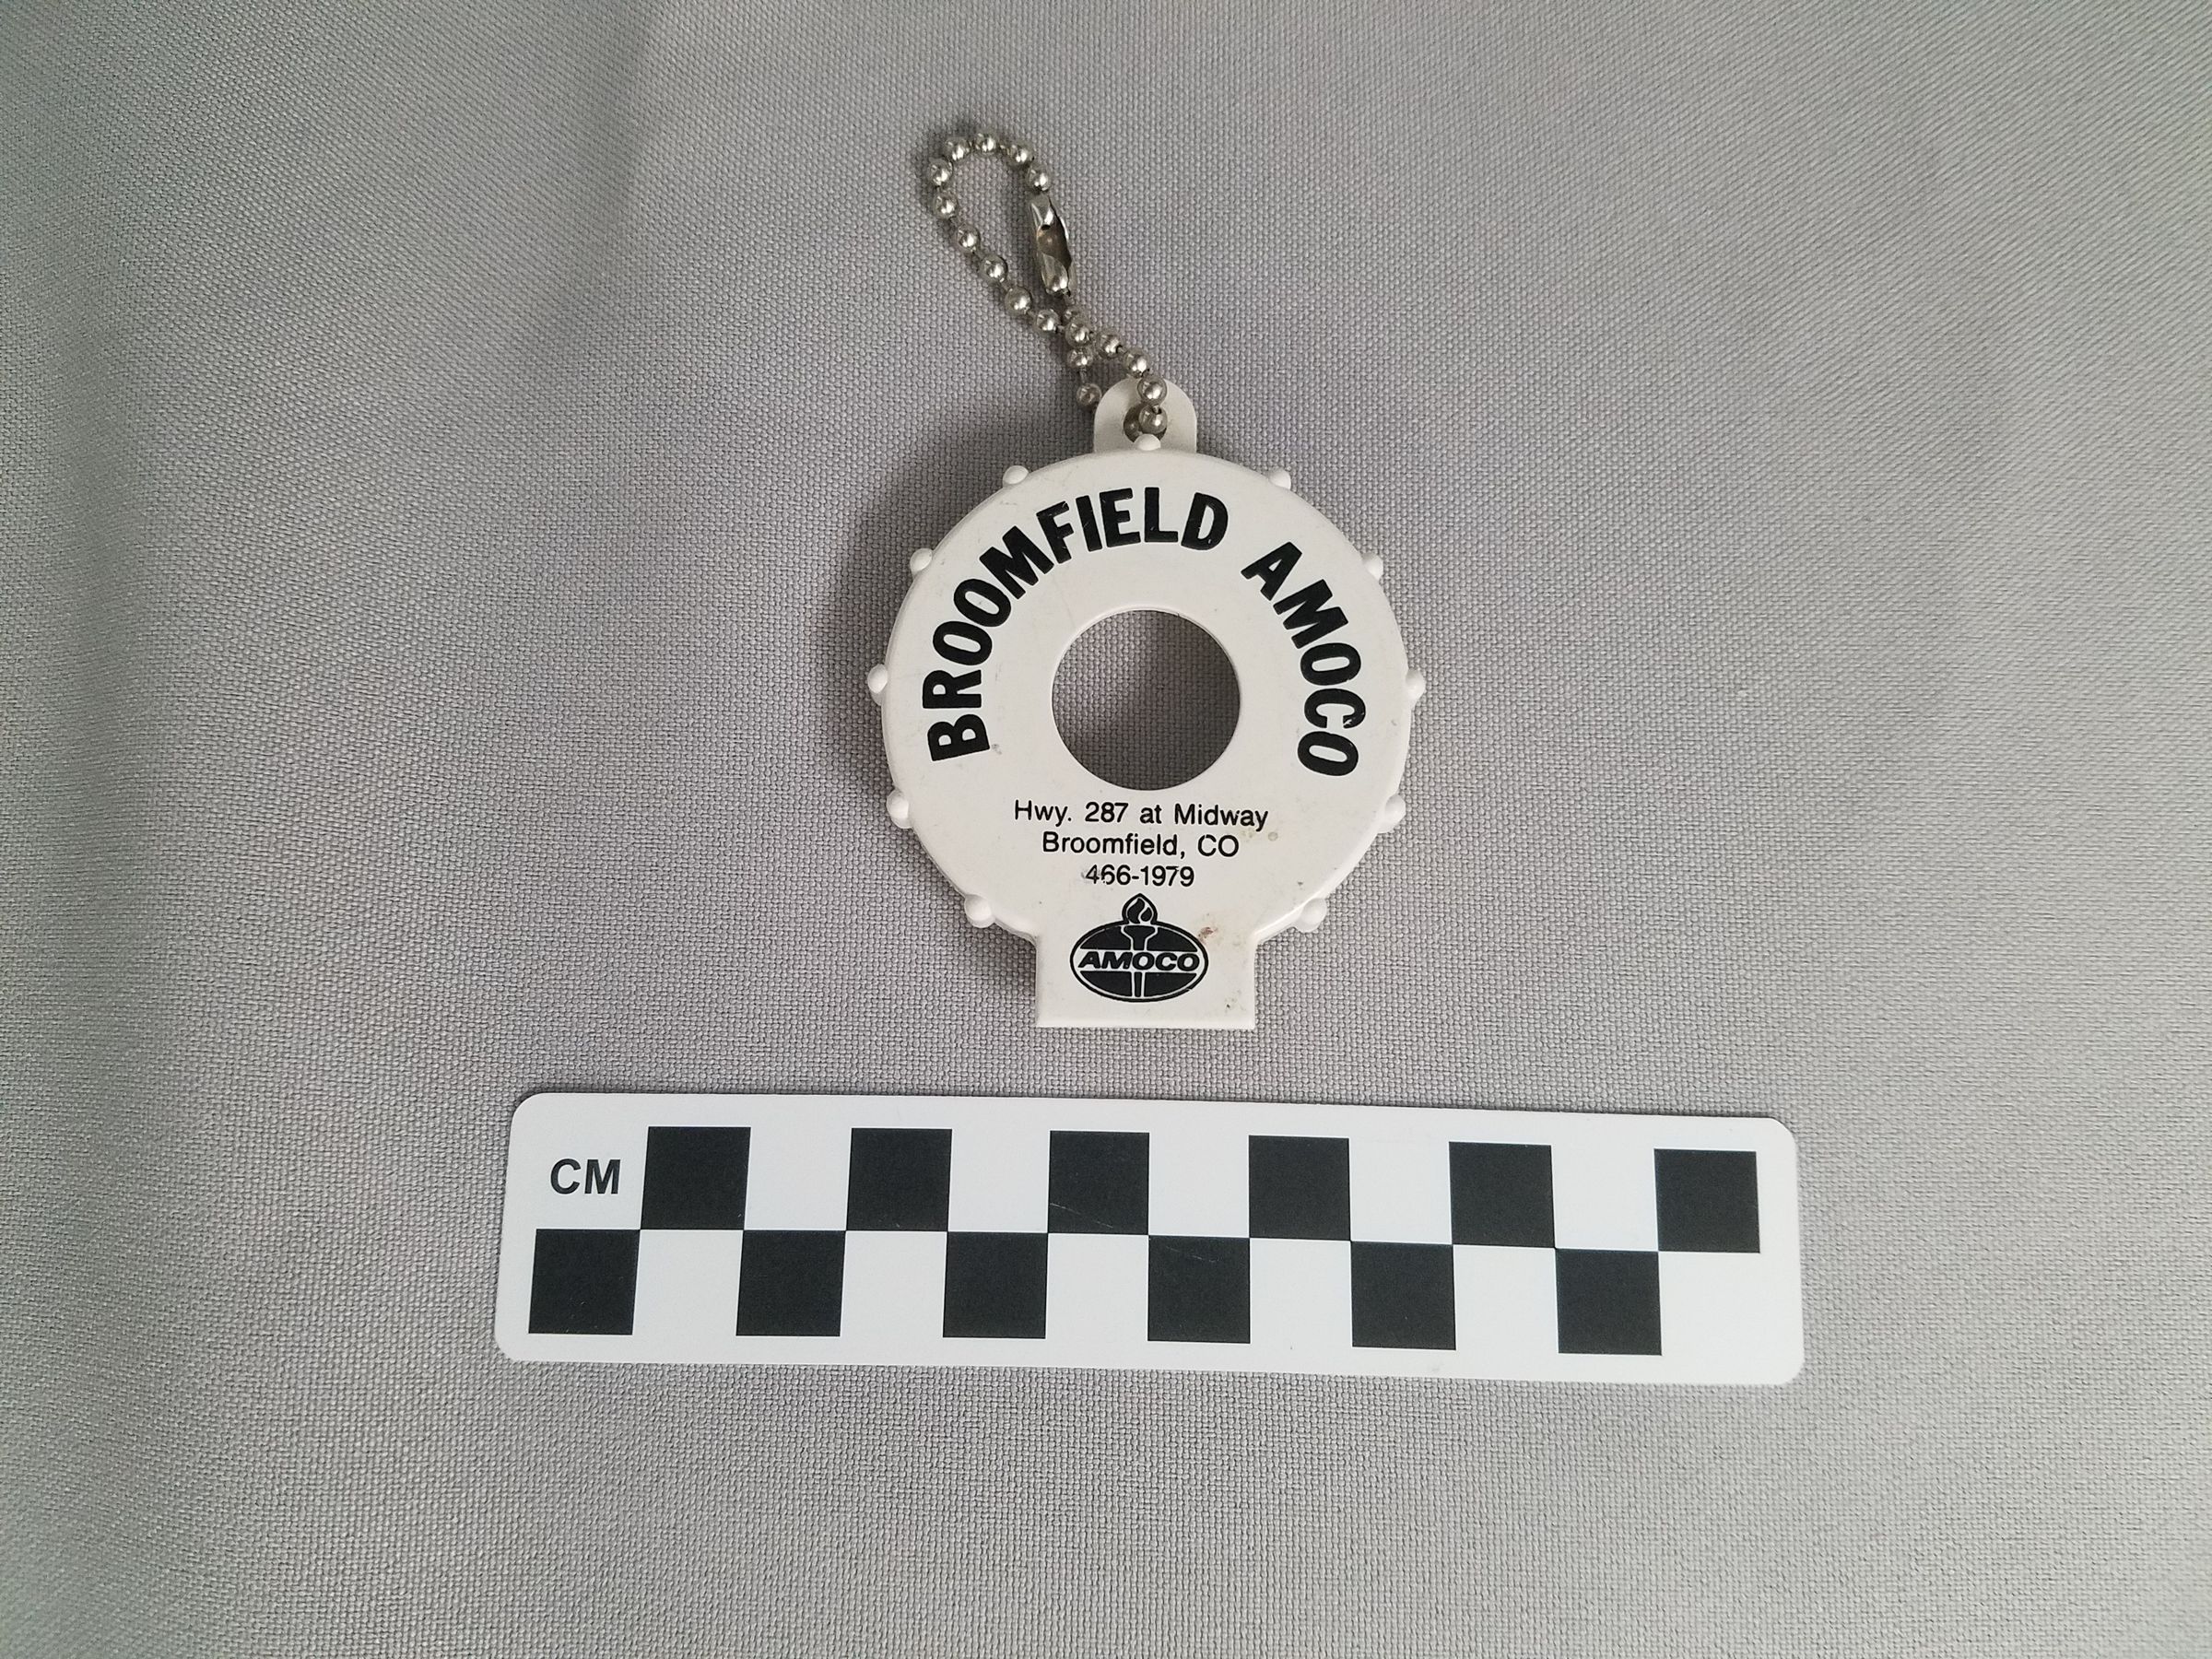 BROOMFIELD AMOCO
Hwy. 287 at Midway
Broomfield, CO
466-1979
AMOCO
CM